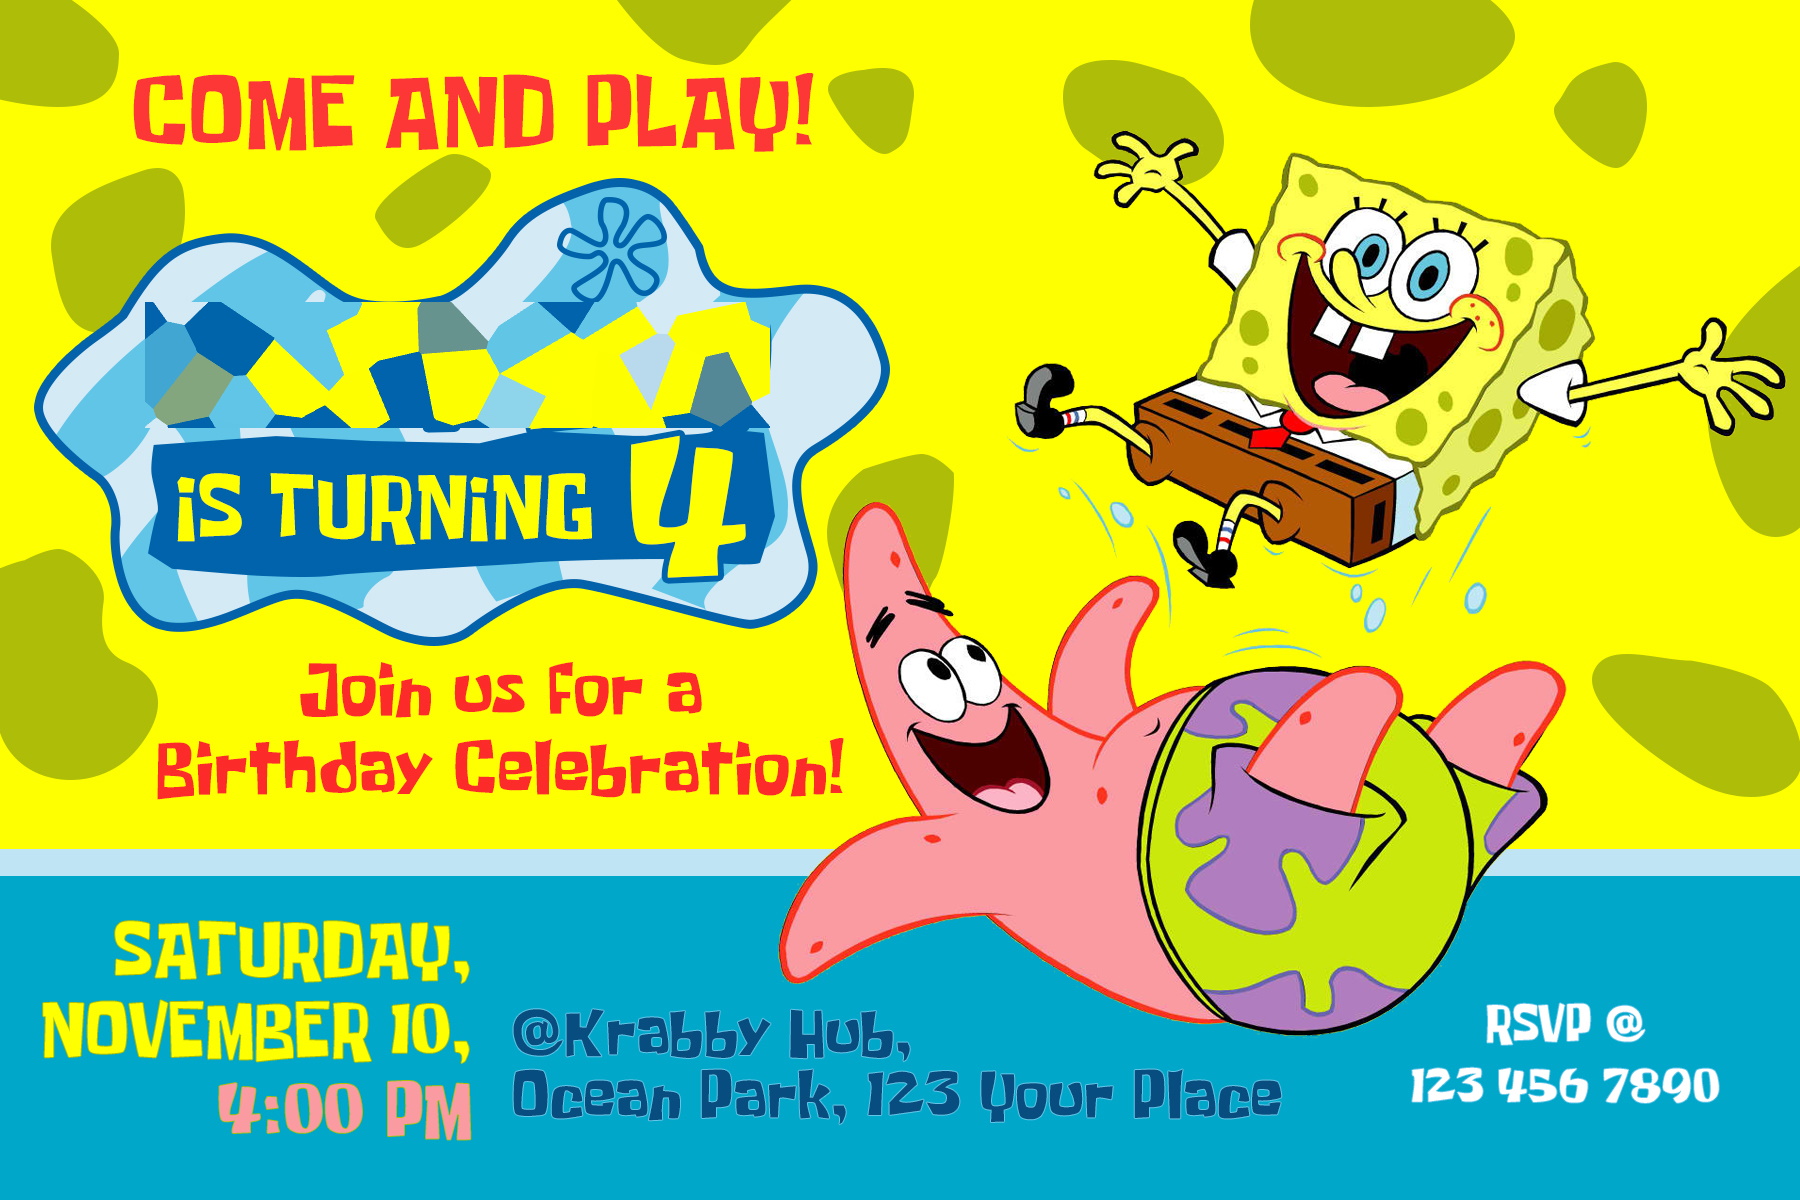 COME AND PLAY!
iS TURNiNG 4
Join us for a
Birthday Celebration!
SATURDAY,
NOVEMBER 10,
4:00 PM
@Krabby Hub,
Ocean Park, 123 Your Place
RSVP @
123 456 7890